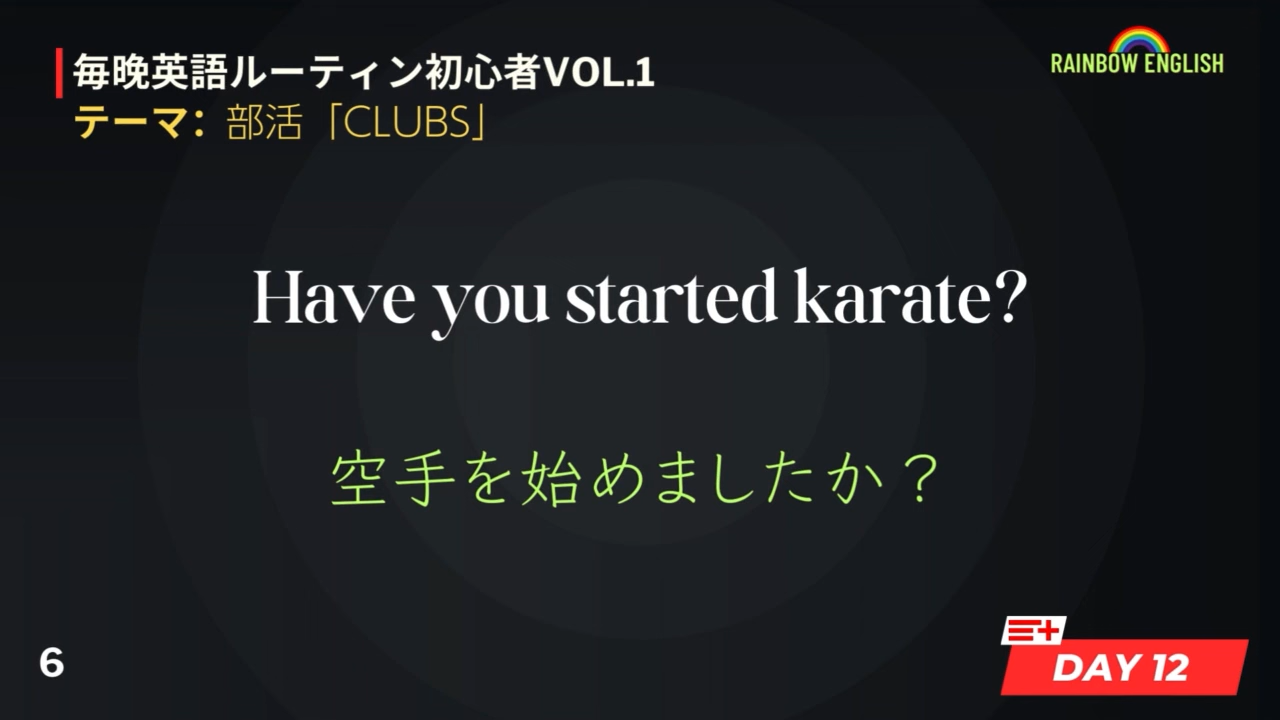 毎晩英語ルーティン初心者VOL.1
テーマ：部活「CLUBS」
RAINBOW ENGLISH
Have you started karate?
空手を始めましたか？
6
DAY 12